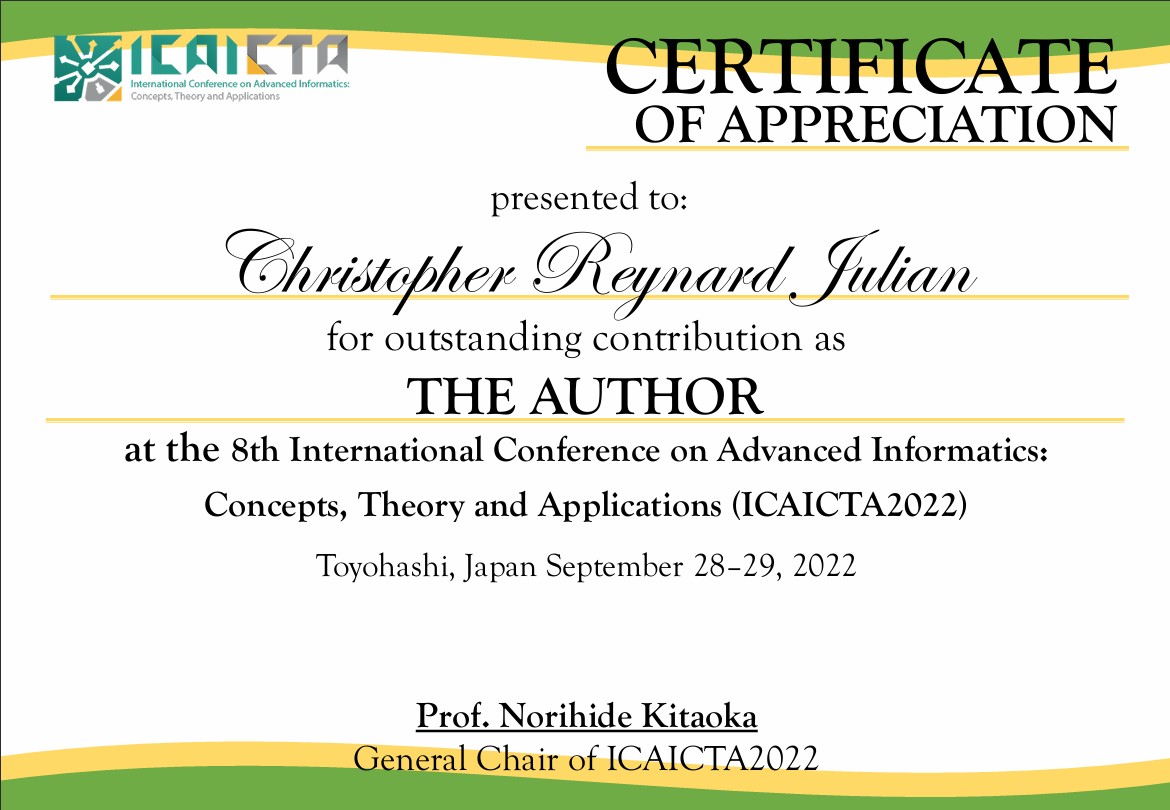 ICAICTA
International Conference on Advanced Informatics:
Concepts, Theory and Applications
CERTIFICATE
OF APPRECIATION
presented to:
Christopher Reynard Julian
for outstanding contribution as
THE AUTHOR
at the 8th International Conference on Advanced Informatics:
Concepts, Theory and Applications (ICAICTA2022)
Toyohashi, Japan September 28–29, 2022
Prof. Norihide Kitaoka
General Chair of ICAICTA2022